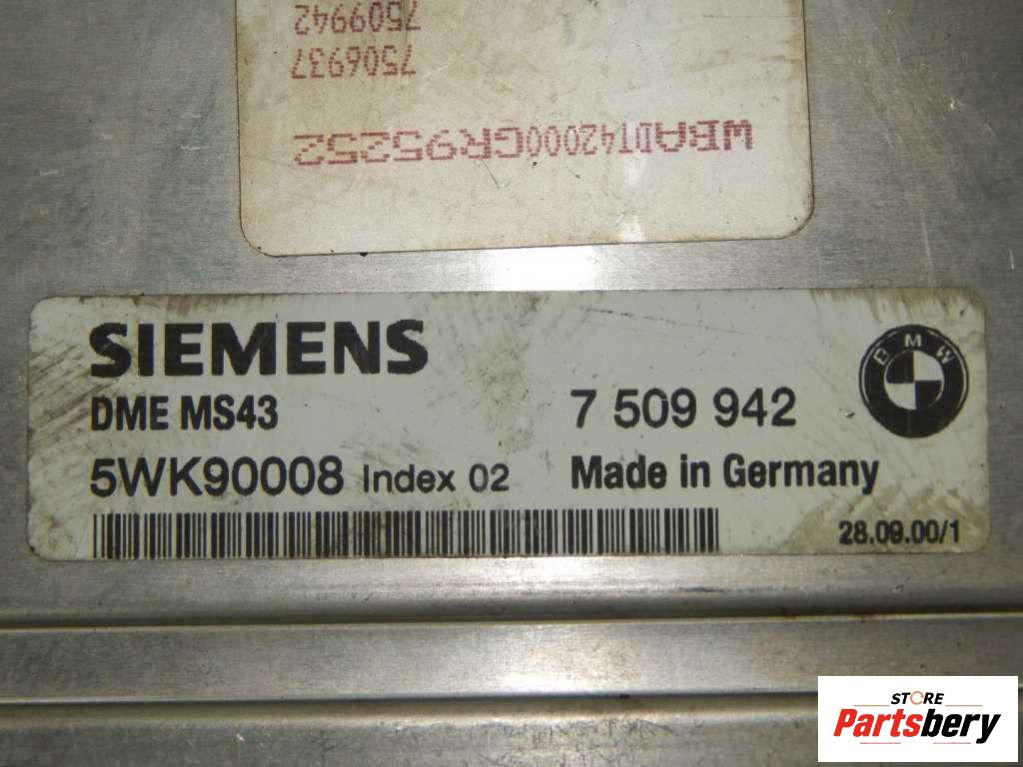 7509942
7506937
WBADT42000GR95252
SIEMENS
DME MS43
7 509 942
BMW
5WK90008 Index 02
Made in Germany
28.09.00/1
STORE
Partsbery